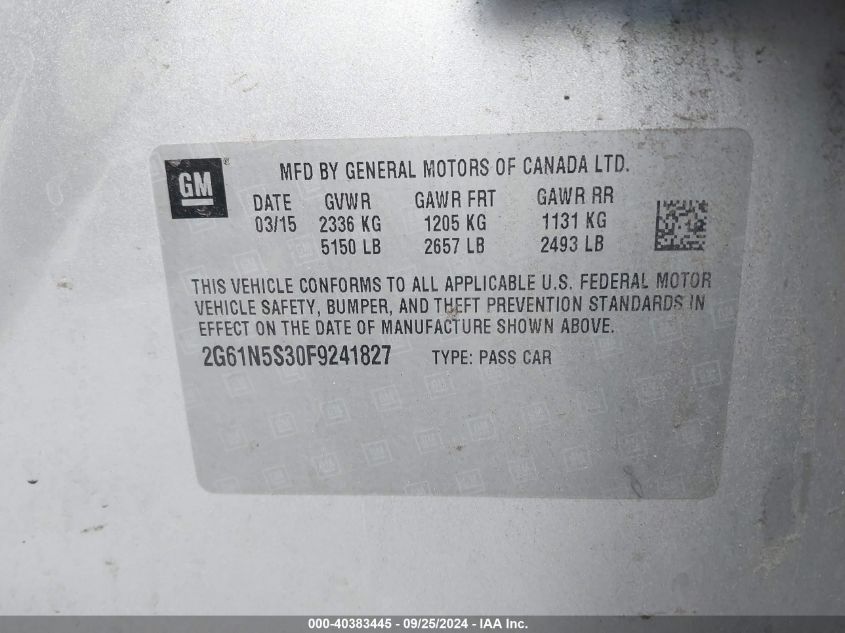 GM
MFD BY GENERAL MOTORS OF CANADA LTD.
DATE GVWR GAWR FRT GAWR RR
03/15 2336 KG 1205 KG 1131 KG
5150 LB 2657 LB 2493 LB
THIS VEHICLE CONFORMS TO ALL APPLICABLE U.S. FEDERAL MOTOR
VEHICLE SAFETY, BUMPER, AND THEFT PREVENTION STANDARDS IN
EFFECT ON THE DATE OF MANUFACTURE SHOWN ABOVE.
2G61N5S30F9241827 TYPE: PASS CAR
000-40383445 - 09/25/2024 - IAA Inc.